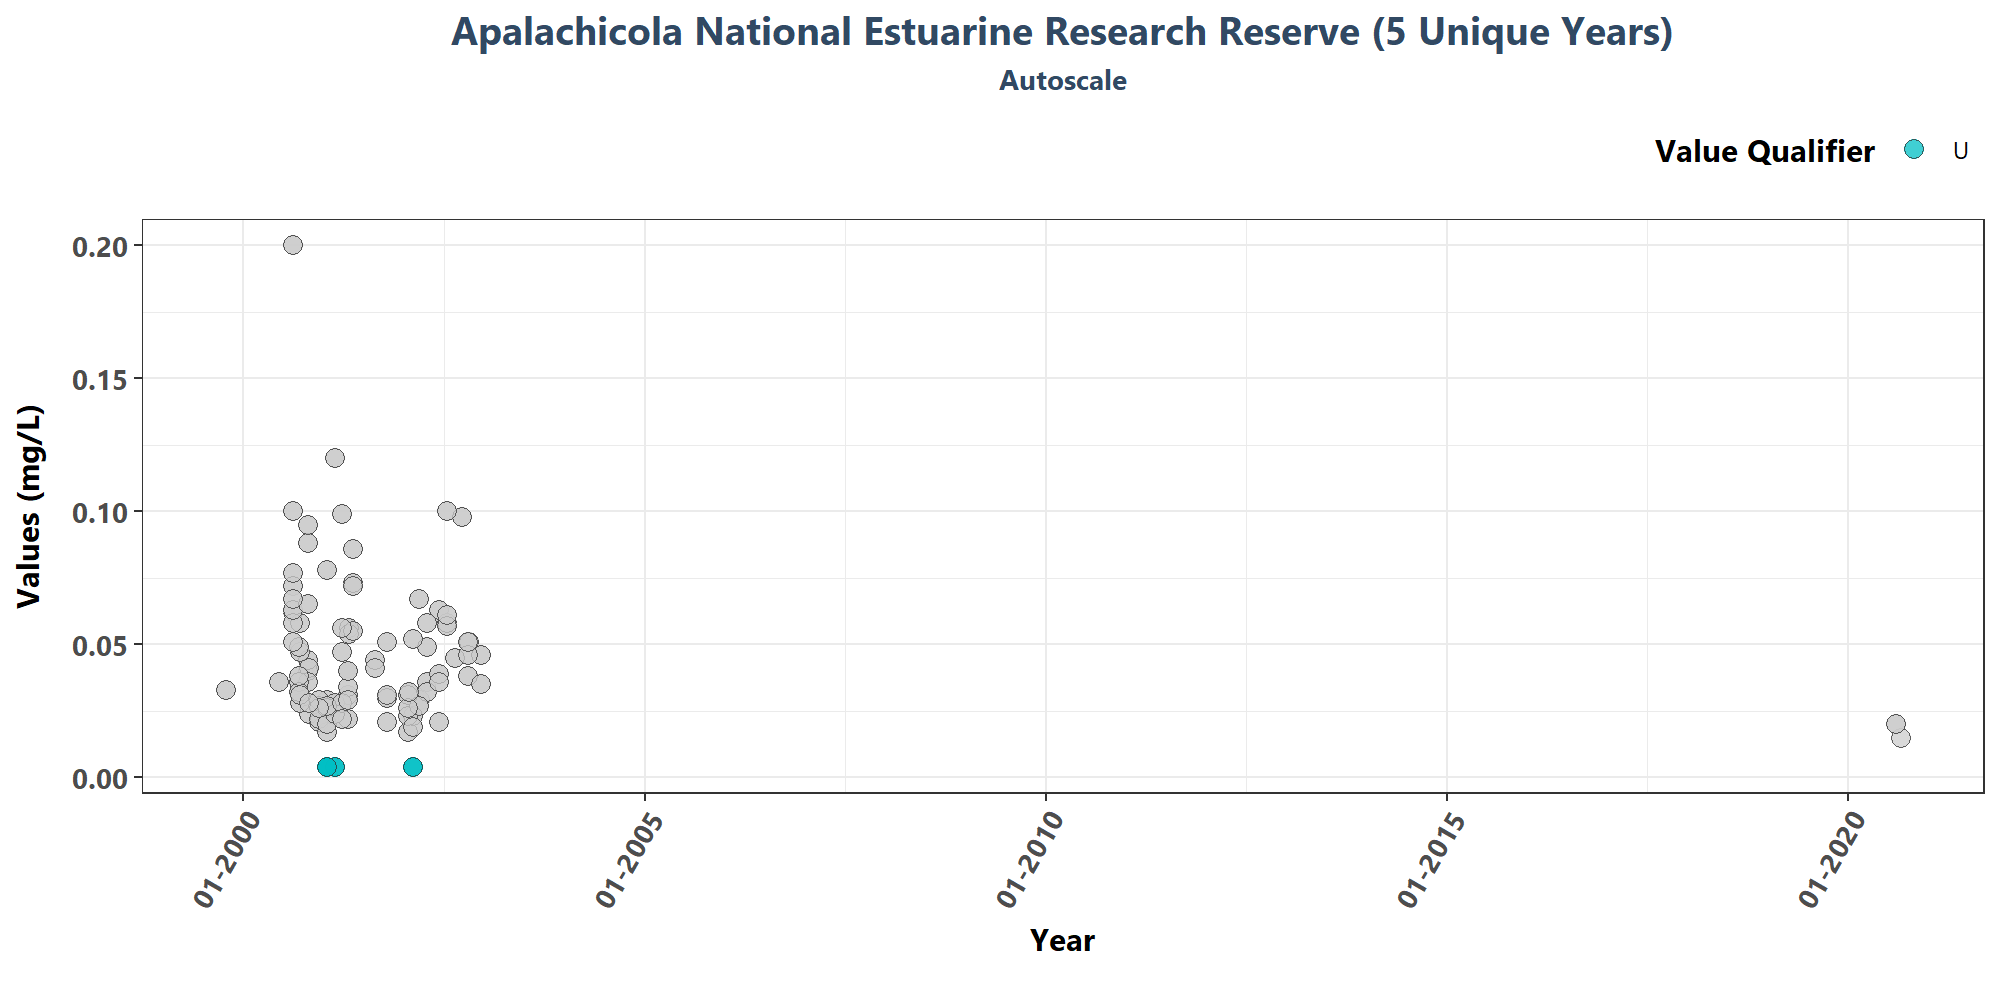 Apalachicola National Estuarine Research Reserve (5 Unique Years)
Autoscale
Value Qualifier U
Values (mg/L)
0.20
0.15
0.10
0.05
0.00
01-2000 01-2005 01-2010 01-2015 01-2020
Year